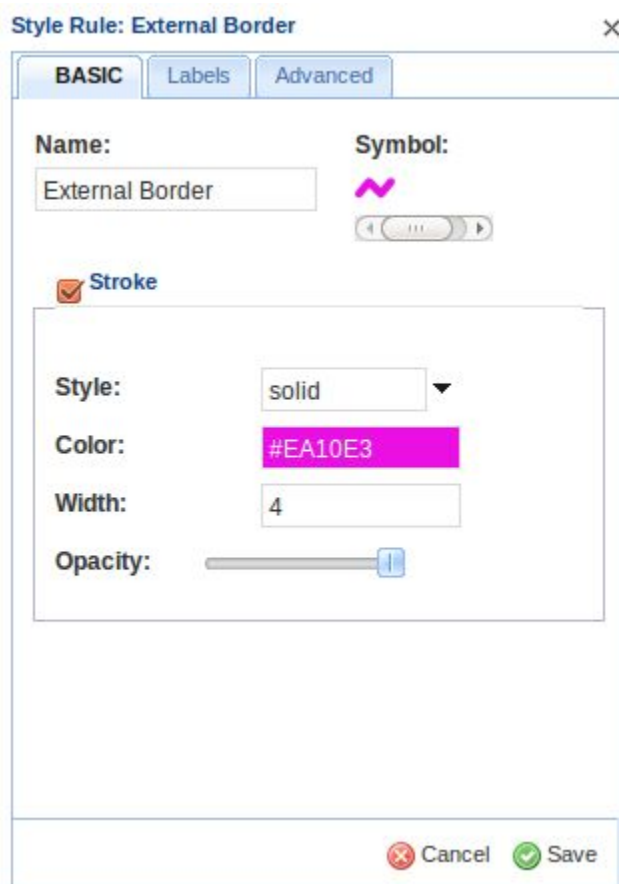 Style Rule: External Border
BASIC Labels Advanced
Name: Symbol:
External Border
Stroke
Style: solid
Color: #EA10E3
Width: 4
Opacity:
Cancel Save